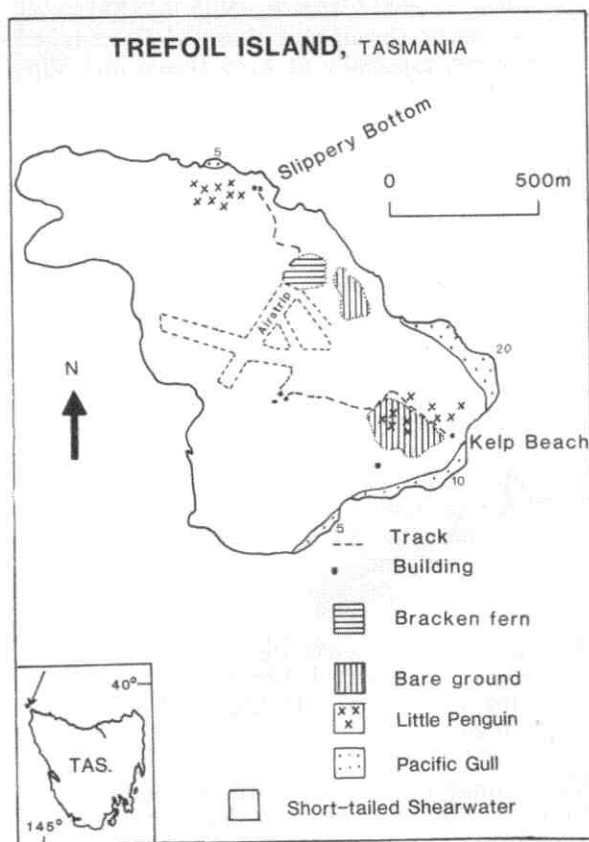 TREFOIL ISLAND, TASMANIA
5
Slippery Bottom
0 500m
Airstrip
20
N
Kelp Beach
10
5
Track
Building
Bracken fern
Bare ground
Little Penguin
Pacific Gull
Short-tailed Shearwater
40°
TAS.
145°